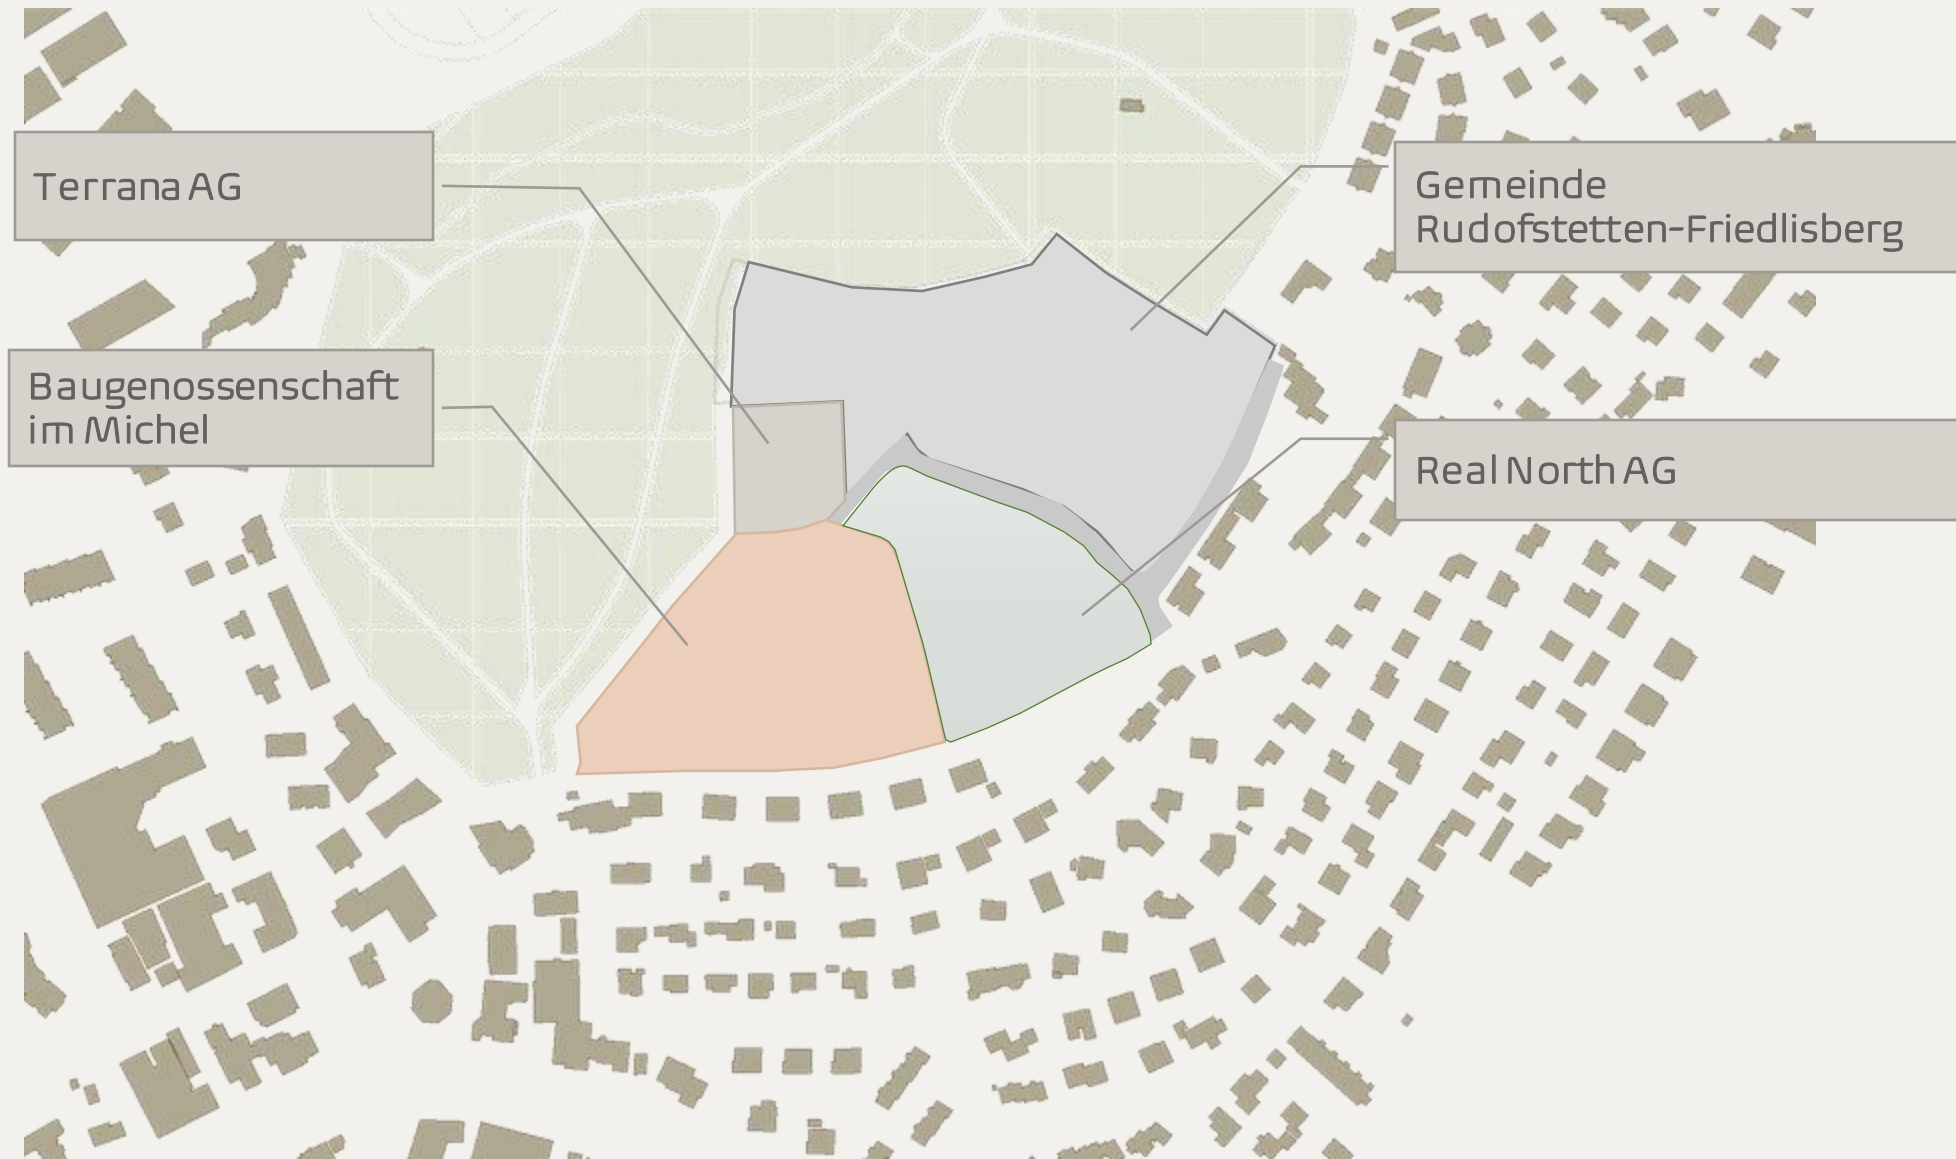 Terrana AG
Gemeinde
Rudofstetten-Friedlisberg
Baugenossenschaft
im Michel
Real North AG